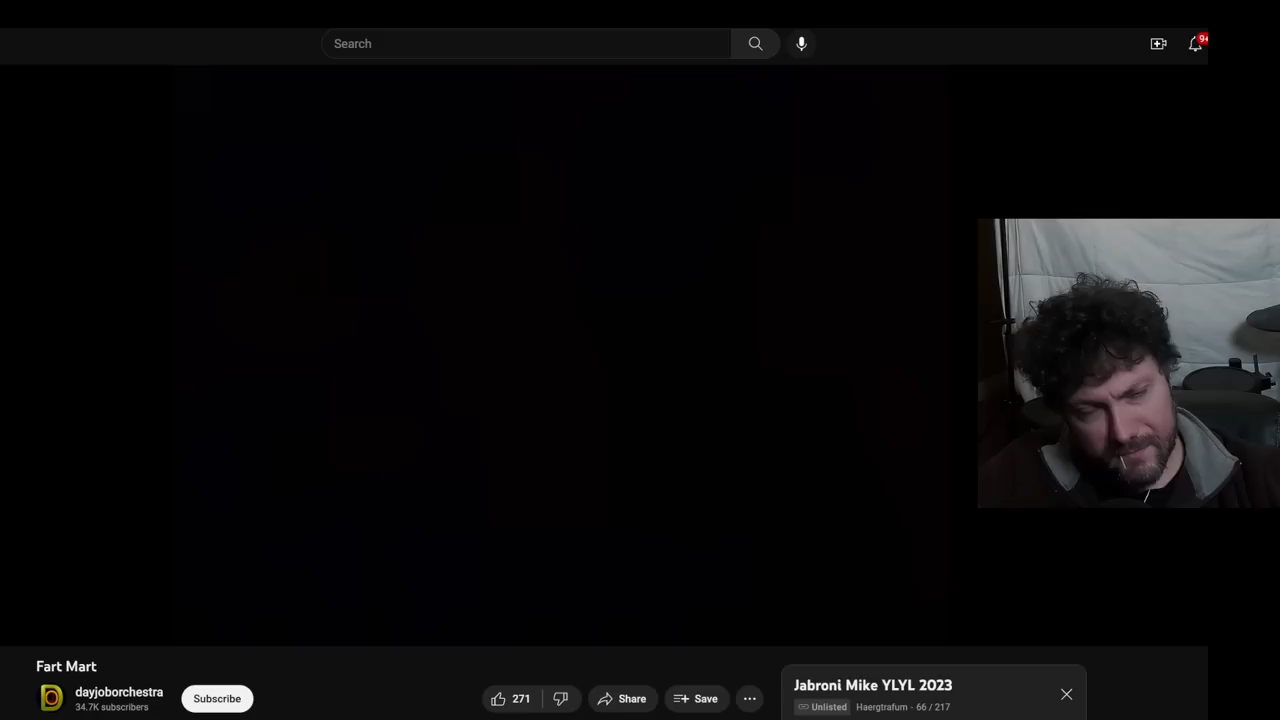 Search
9+
Fart Mart
dayjoborchestra
34.7K subscribers
Subscribe
271
Share
Save
Jabroni Mike YLYL 2023
Unlisted
Haergtrafum - 66 / 217